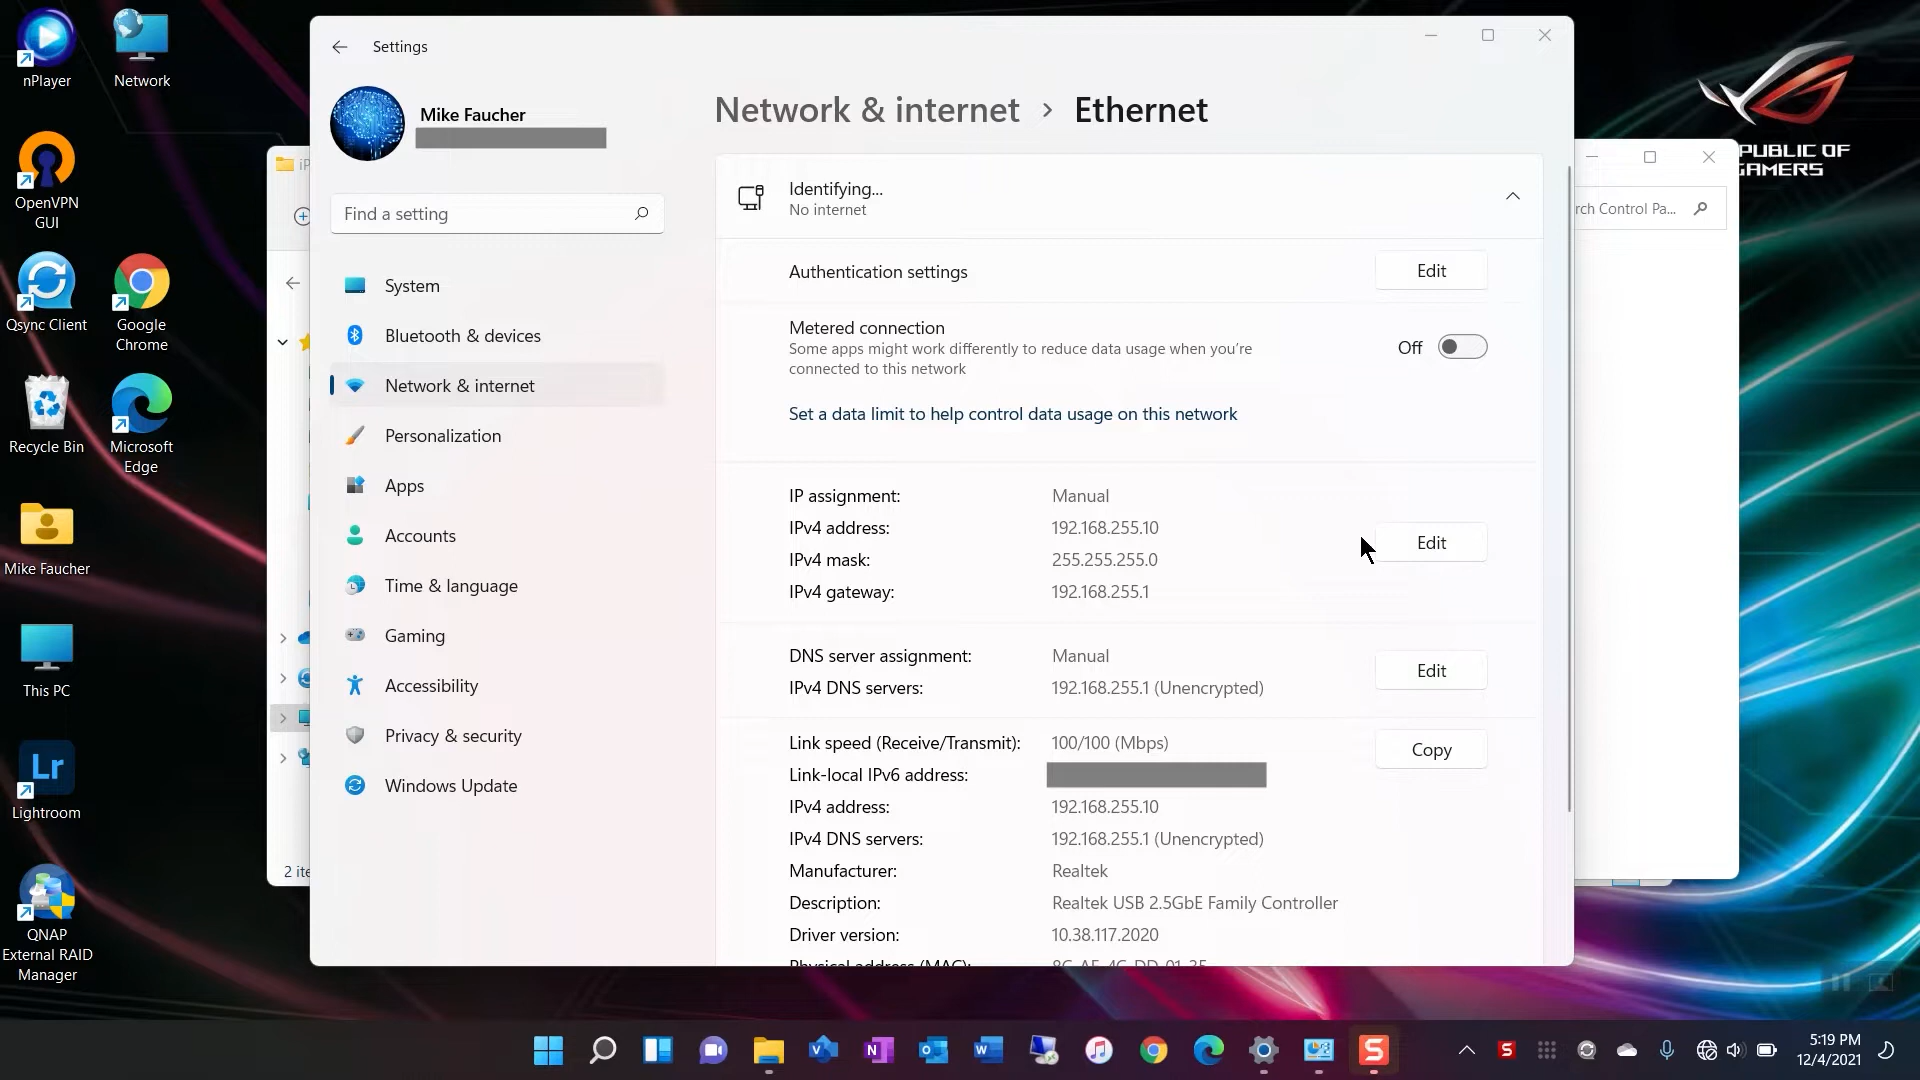 nPlayer
Network
OpenVPN
GUI
Qsync Client
Google
Chrome
Recycle Bin
Microsoft
Edge
Mike Faucher
This PC
Lr
Lightroom
QNAP
External RAID
Manager
Settings
Mike Faucher
Find a setting
System
Bluetooth & devices
Network & internet
Personalization
Apps
Accounts
Time & language
Gaming
Accessibility
Privacy & security
Windows Update
Network & internet > Ethernet
Identifying...
No internet
Authentication settings
Edit
Metered connection
Some apps might work differently to reduce data usage when you're
connected to this network
Off
Set a data limit to help control data usage on this network
IP assignment: Manual
IPv4 address: 192.168.255.10
Edit
IPv4 mask: 255.255.255.0
IPv4 gateway: 192.168.255.1
DNS server assignment: Manual
Edit
IPv4 DNS servers: 192.168.255.1 (Unencrypted)
Link speed (Receive/Transmit): 100/100 (Mbps)
Copy
Link-local IPv6 address:
IPv4 address: 192.168.255.10
IPv4 DNS servers: 192.168.255.1 (Unencrypted)
Manufacturer: Realtek
Description: Realtek USB 2.5GbE Family Controller
Driver version: 10.38.117.2020
Physical address (MAC):
iP
2 ite
rch Control Pa...
PUBLIC OF
GAMERS
5:19 PM
12/4/2021